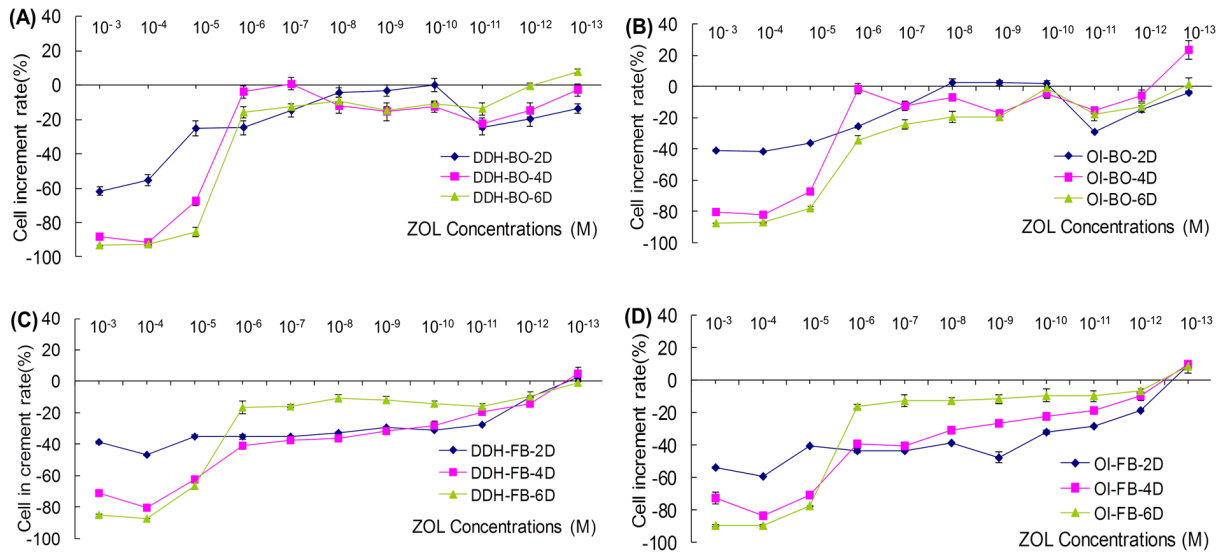 (A)
Cell increment rate(%)
10⁻³ 10⁻⁴ 10⁻⁵ 10⁻⁶ 10⁻⁷ 10⁻⁸ 10⁻⁹ 10⁻¹⁰ 10⁻¹¹ 10⁻¹² 10⁻¹³
40
20
0
-20
-40
-60
-80
-100
DDH-BO-2D
DDH-BO-4D
DDH-BO-6D
ZOL Concentrations (M)
(B)
Cell increment rate(%)
10⁻³ 10⁻⁴ 10⁻⁵ 10⁻⁶ 10⁻⁷ 10⁻⁸ 10⁻⁹ 10⁻¹⁰ 10⁻¹¹ 10⁻¹² 10⁻¹³
40
20
0
-20
-40
-60
-80
-100
OI-BO-2D
OI-BO-4D
OI-BO-6D
ZOL Concentrations (M)
(C)
Cell in crement rate(%)
10⁻³ 10⁻⁴ 10⁻⁵ 10⁻⁶ 10⁻⁷ 10⁻⁸ 10⁻⁹ 10⁻¹⁰ 10⁻¹¹ 10⁻¹² 10⁻¹³
40
20
0
-20
-40
-60
-80
-100
DDH-FB-2D
DDH-FB-4D
DDH-FB-6D
ZOL Concentrations (M)
(D)
Cell increment rate(%)
10⁻³ 10⁻⁴ 10⁻⁵ 10⁻⁶ 10⁻⁷ 10⁻⁸ 10⁻⁹ 10⁻¹⁰ 10⁻¹¹ 10⁻¹² 10⁻¹³
40
20
0
-20
-40
-60
-80
-100
OI-FB-2D
OI-FB-4D
OI-FB-6D
ZOL Concentrations (M)